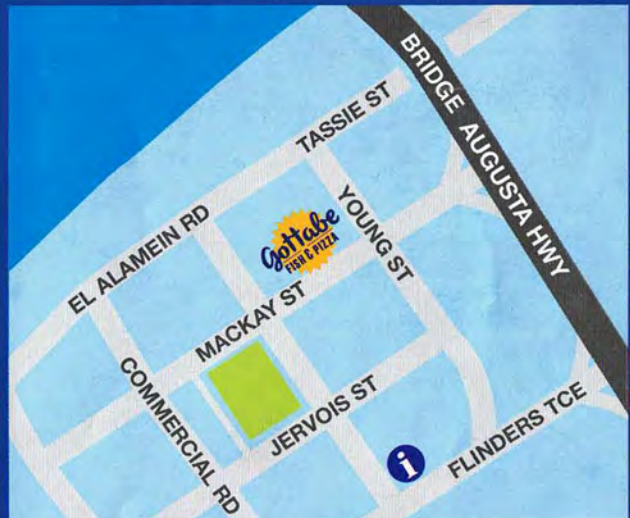 BRIDGE AUGUSTA HWY
TASSIE ST
GoHabe
FISH & PIZZA
YOUNG ST
EL ALAMEIN RD
MACKAY ST
COMMERCIAL RD
JERVOIS ST
i
FLINDERS TCE